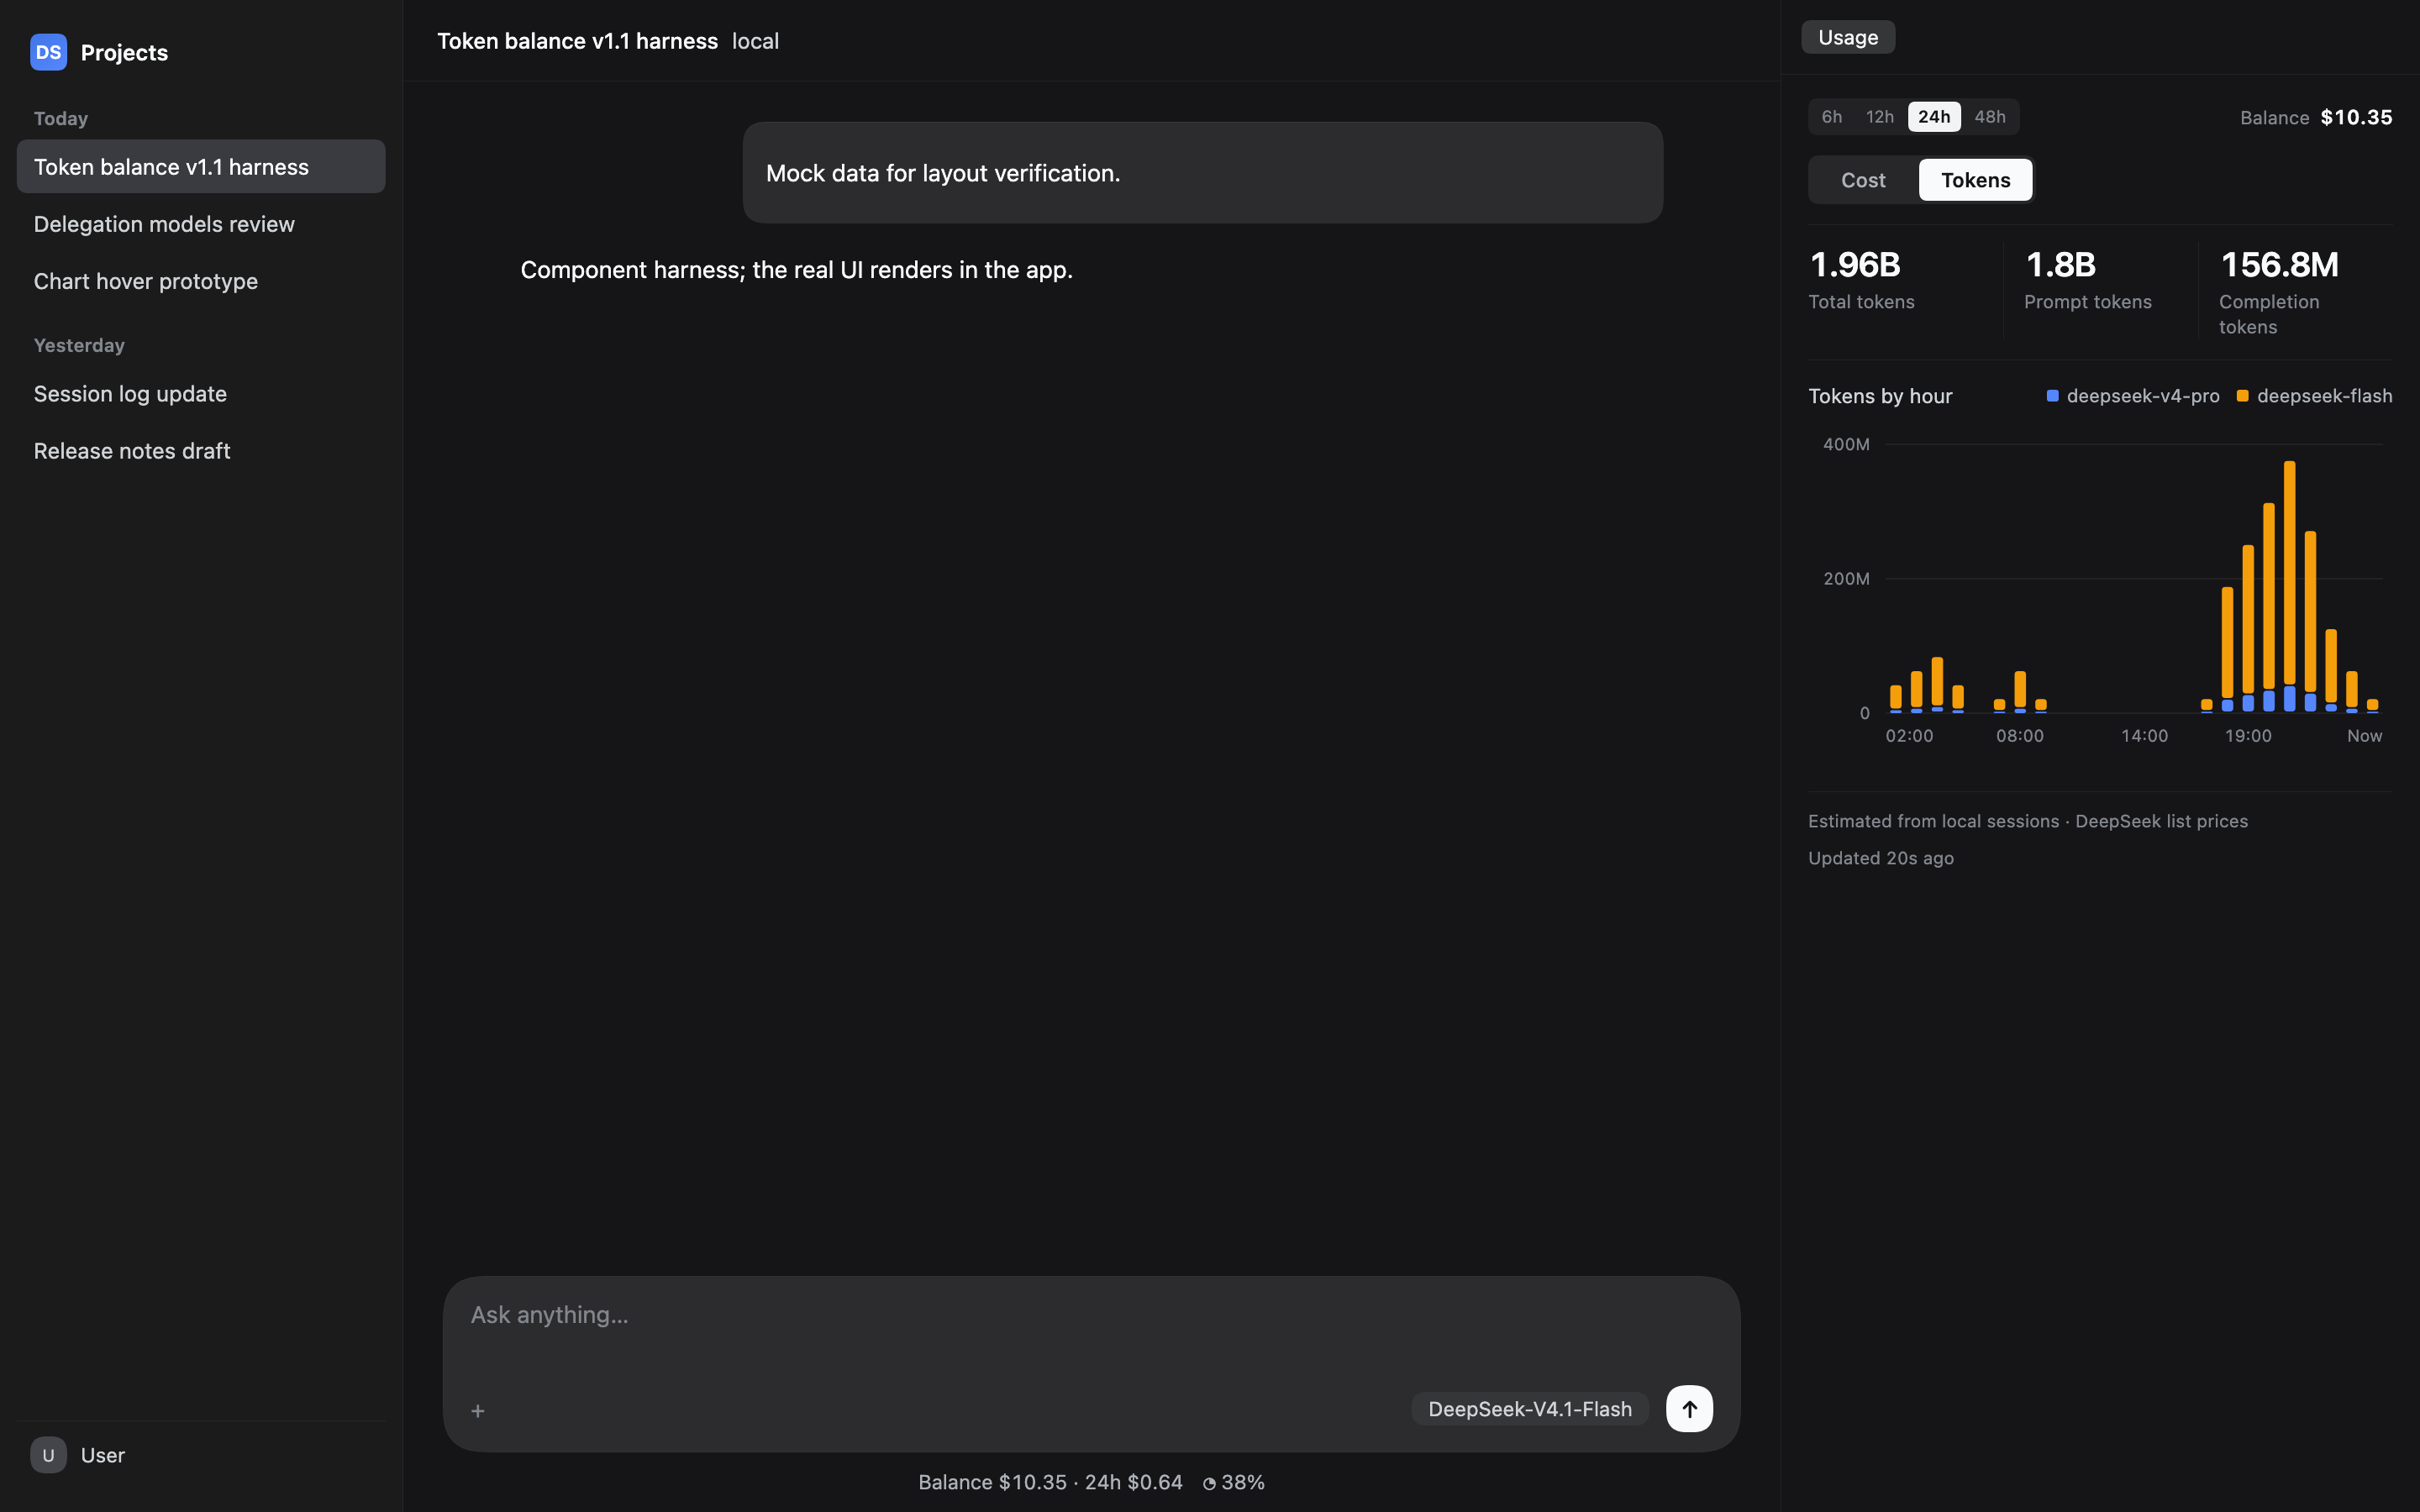 DS Projects
Today
Token balance v1.1 harness
Delegation models review
Chart hover prototype
Yesterday
Session log update
Release notes draft
U User
Token balance v1.1 harness local
Mock data for layout verification.
Component harness; the real UI renders in the app.
Ask anything...
+
DeepSeek-V4.1-Flash
Balance $10.35 · 24h $0.64 38%
Usage
6h 12h 24h 48h
Balance $10.35
Cost Tokens
1.96B
Total tokens
1.8B
Prompt tokens
156.8M
Completion
tokens
Tokens by hour
deepseek-v4-pro deepseek-flash
400M
200M
0
02:00 08:00 14:00 19:00 Now
Estimated from local sessions · DeepSeek list prices
Updated 20s ago